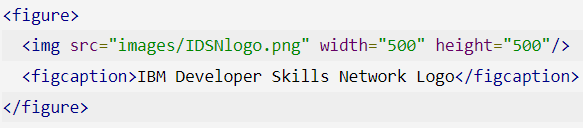 <figure>
<img src="images/IDSNlogo.png" width="500" height="500"/>
<figcaption>IBM Developer Skills Network Logo</figcaption>
</figure>